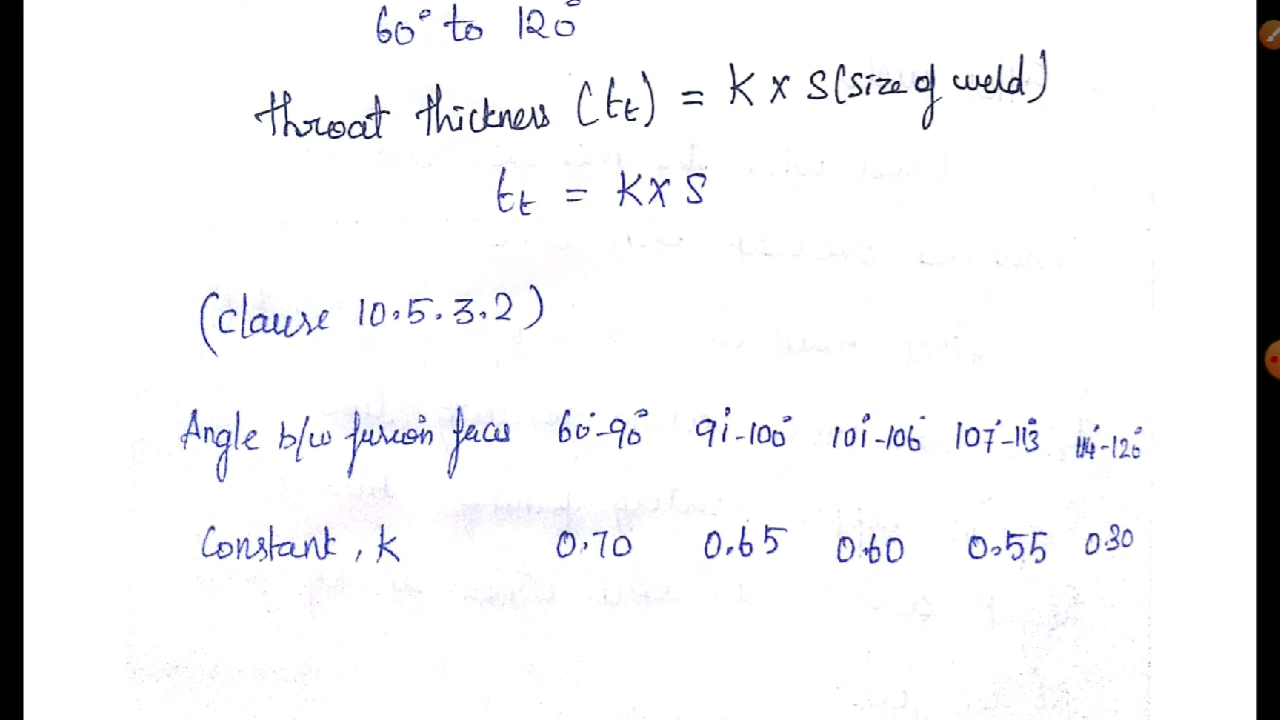 60° to 120°
throat thickness (tt) = K x S (size of weld)
tt = K x S
(clause 10.5.3.2)
Angle b/w fusion faces 60°-90° 91°-100° 101°-106° 107°-113° 114°-120°
Constant, K 0.70 0.65 0.60 0.55 0.30